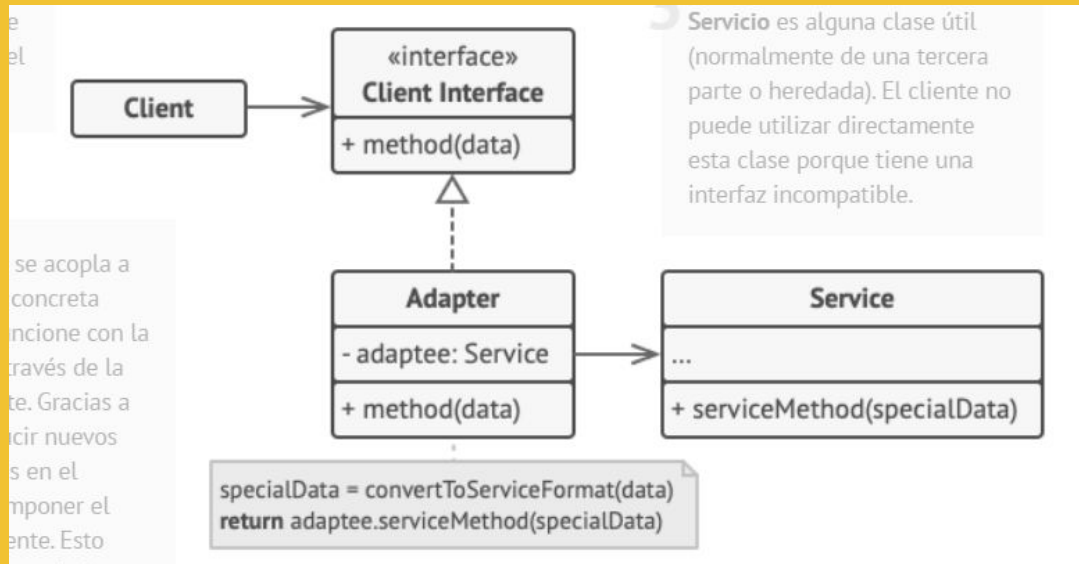 e
el
3
Servicio es alguna clase útil
(normalmente de una tercera
parte o heredada). El cliente no
puede utilizar directamente
esta clase porque tiene una
interfaz incompatible.
Client
«interface»
Client Interface
+ method(data)
se acopla a
concreta
ncione con la
través de la
te. Gracias a
cir nuevos
s en el
mponer el
ente. Esto
Adapter
- adaptee: Service
+ method(data)
Service
...
+ serviceMethod(specialData)
specialData = convertToServiceFormat(data)
return adaptee.serviceMethod(specialData)